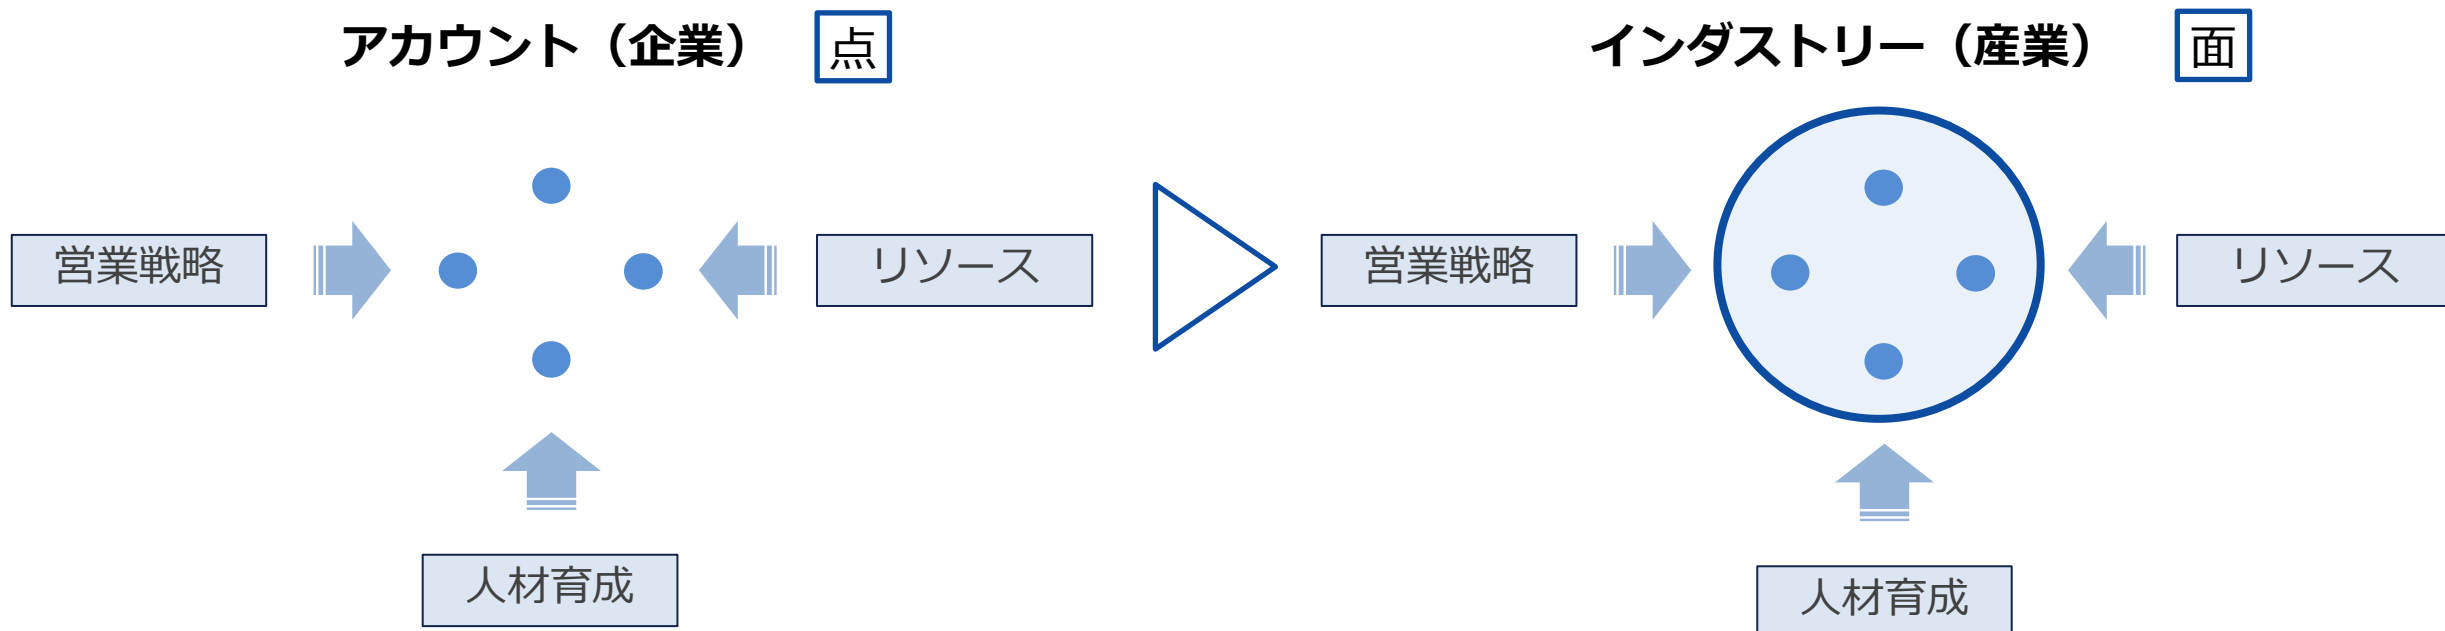 アカウント（企業） 点
営業戦略
リソース
人材育成
インダストリー（産業） 面
営業戦略
リソース
人材育成